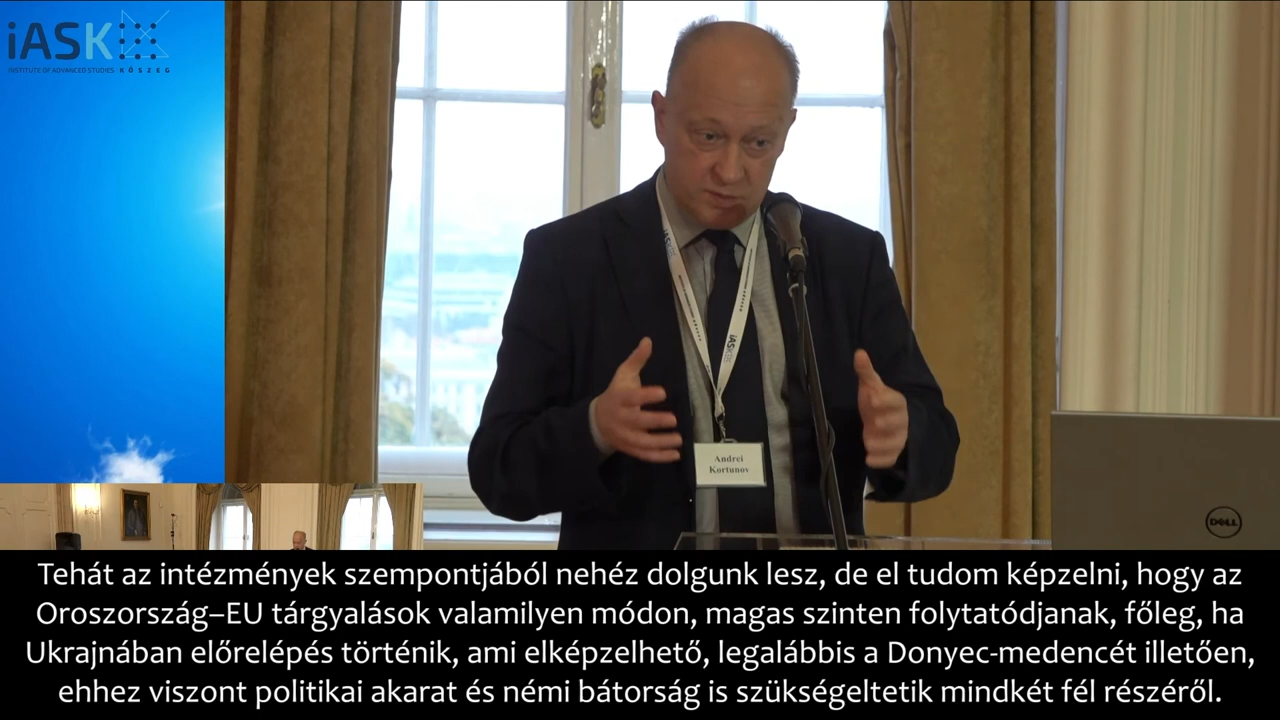 iASK
INSTITUTE OF ADVANCED STUDIES KŐSZEG
iASK
Andrei
Kortunov
DELL
Tehát az intézmények szempontjából nehéz dolgunk lesz, de el tudom képzelni, hogy az
Oroszország–EU tárgyalások valamilyen módon, magas szinten folytatódjanak, főleg, ha
Ukrajnában előrelépés történik, ami elképzelhető, legalábbis a Donyec-medencét illetően,
ehhez viszont politikai akarat és némi bátorság is szükségeltetik mindkét fél részéről.